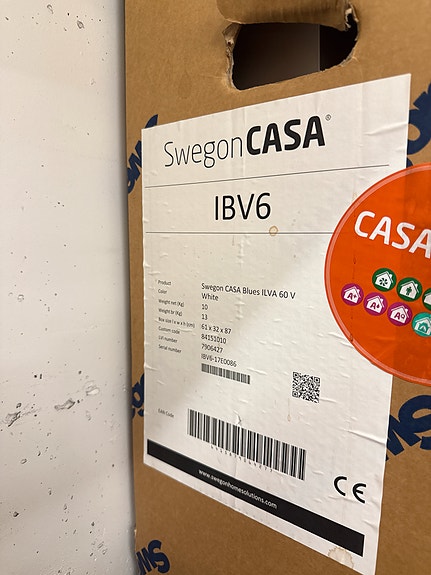 SwegonCASA®
IBV6
Product Swegon CASA Blues ILVA 60 V
Color White
Weight net (Kg) 10
Weight br (Kg) 13
Box size l x w x h (cm) 61 x 32 x 87
Custom code 84151010
LVI number 7906427
Serial number IBV6-17E0086
EAN Code
www.swegonhomesolutions.com
CE
CASA
A+ A A+